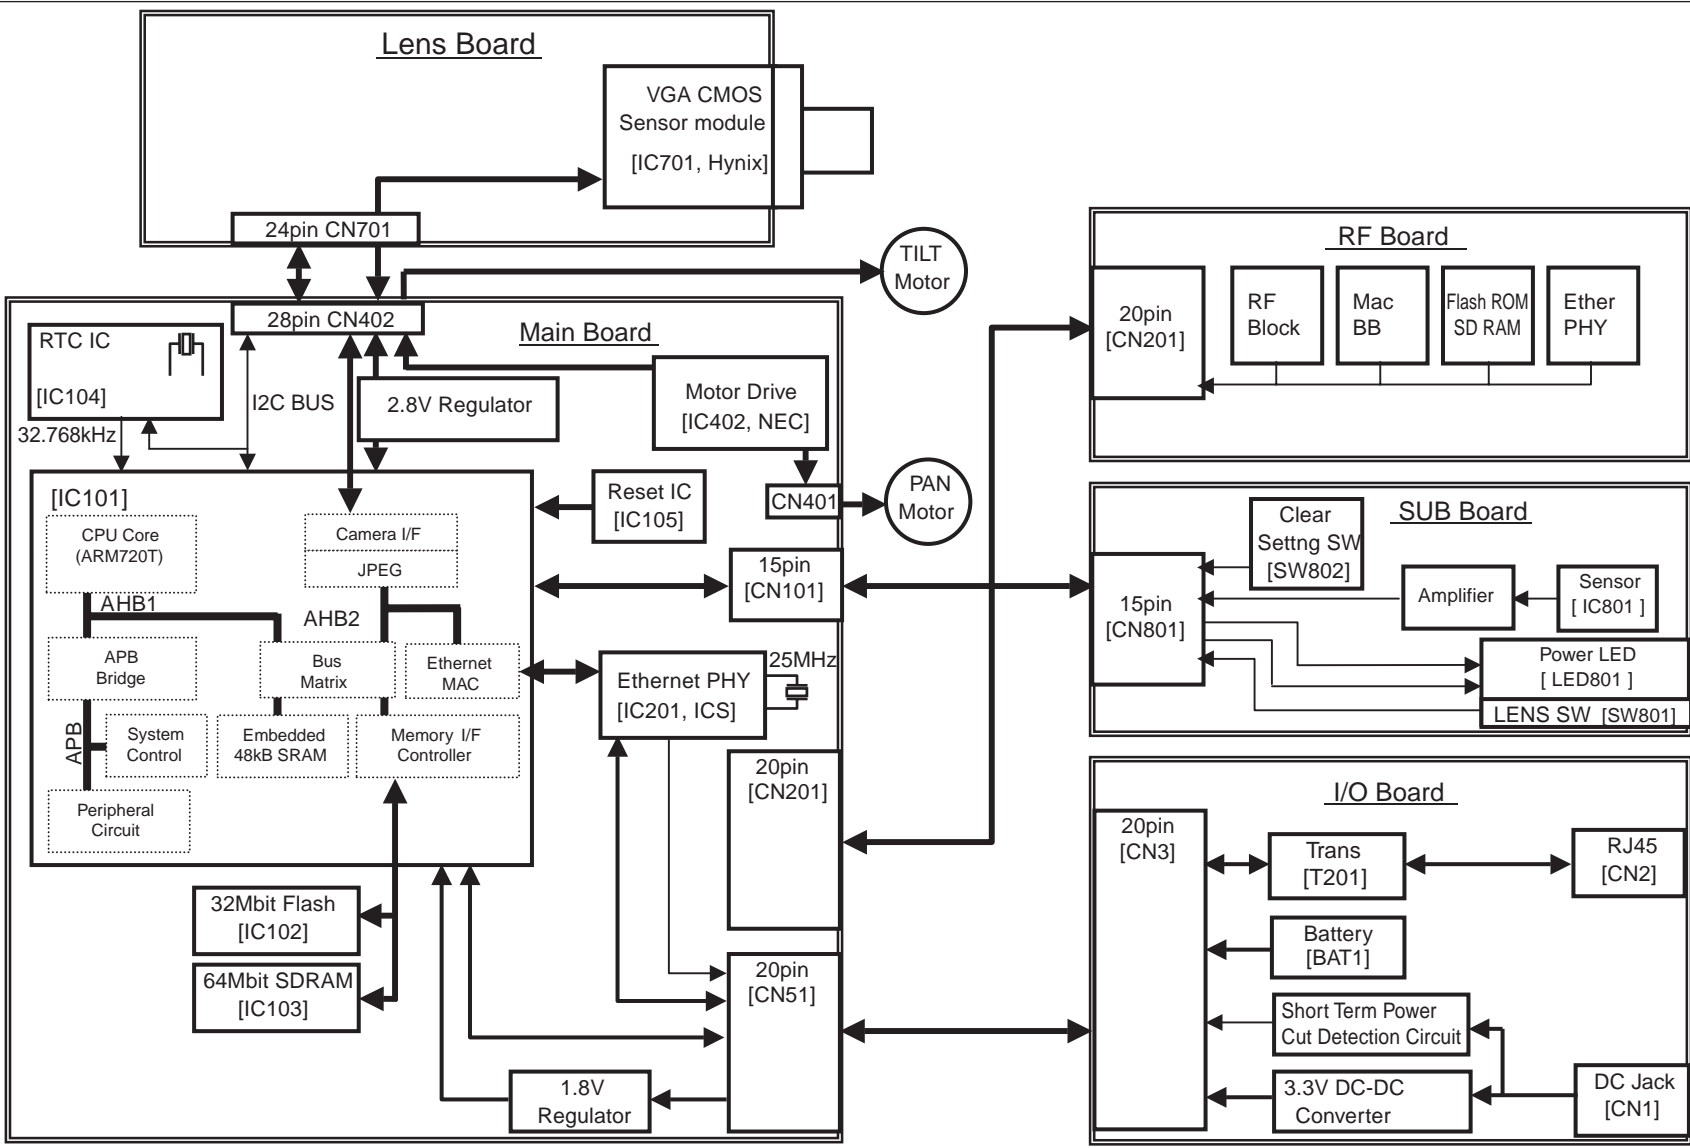 Lens Board
VGA CMOS
Sensor module
[IC701, Hynix]
24pin CN701
TILT
Motor
28pin CN402
Main Board
RTC IC
[IC104]
32.768kHz
I2C BUS
2.8V Regulator
Motor Drive
[IC402, NEC]
Reset IC
[IC105]
CN401
PAN
Motor
[IC101]
CPU Core
(ARM720T)
Camera I/F
JPEG
AHB1
AHB2
APB
Bridge
Bus
Matrix
Ethernet
MAC
APB
System
Control
Embedded
48kB SRAM
Memory I/F
Controller
Peripheral
Circuit
15pin
[CN101]
Ethernet PHY
[IC201, ICS]
25MHz
20pin
[CN201]
32Mbit Flash
[IC102]
64Mbit SDRAM
[IC103]
20pin
[CN51]
1.8V
Regulator
RF Board
20pin
[CN201]
RF
Block
Mac
BB
Flash ROM
SD RAM
Ether
PHY
SUB Board
Clear
Settng SW
[SW802]
15pin
[CN801]
Amplifier
Sensor
[ IC801 ]
Power LED
[ LED801 ]
LENS SW [SW801]
I/O Board
20pin
[CN3]
Trans
[T201]
RJ45
[CN2]
Battery
[BAT1]
Short Term Power
Cut Detection Circuit
3.3V DC-DC
Converter
DC Jack
[CN1]